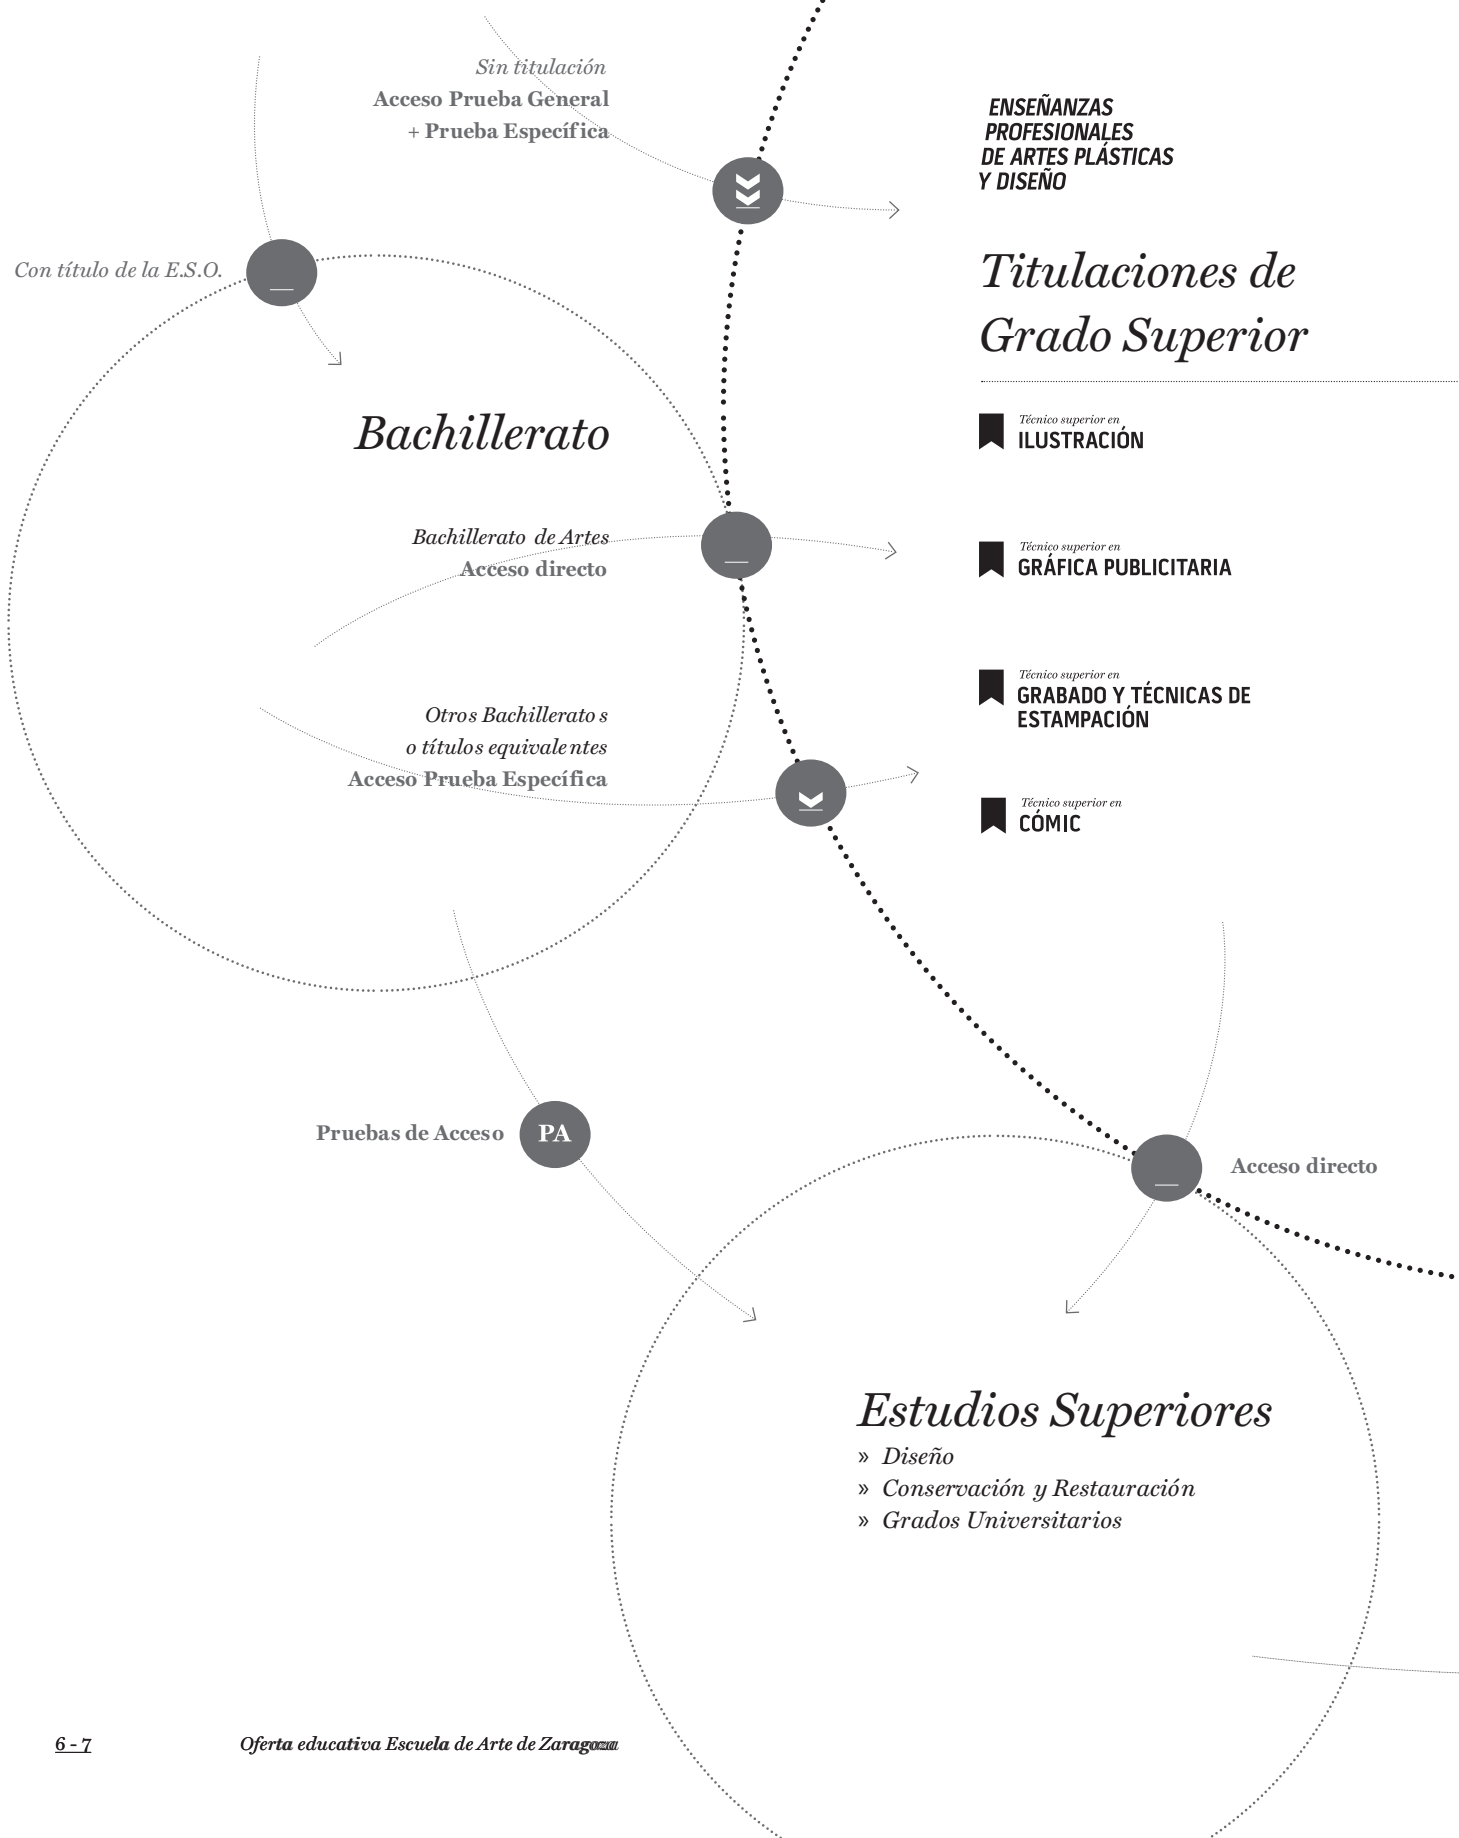 Sin titulación
Acceso Prueba General
+ Prueba Específica
Con título de la E.S.O.
Bachillerato
Bachillerato de Artes
Acceso directo
Otros Bachilleratos
o títulos equivalentes
Acceso Prueba Específica
ENSEÑANZAS
PROFESIONALES
DE ARTES PLÁSTICAS
Y DISEÑO
Titulaciones de
Grado Superior
Técnico superior en
ILUSTRACIÓN
Técnico superior en
GRÁFICA PUBLICITARIA
Técnico superior en
GRABADO Y TÉCNICAS DE
ESTAMPACIÓN
Técnico superior en
CÓMIC
Pruebas de Acceso
PA
Acceso directo
Estudios Superiores
» Diseño
» Conservación y Restauración
» Grados Universitarios
6 - 7
Oferta educativa Escuela de Arte de Zaragoza